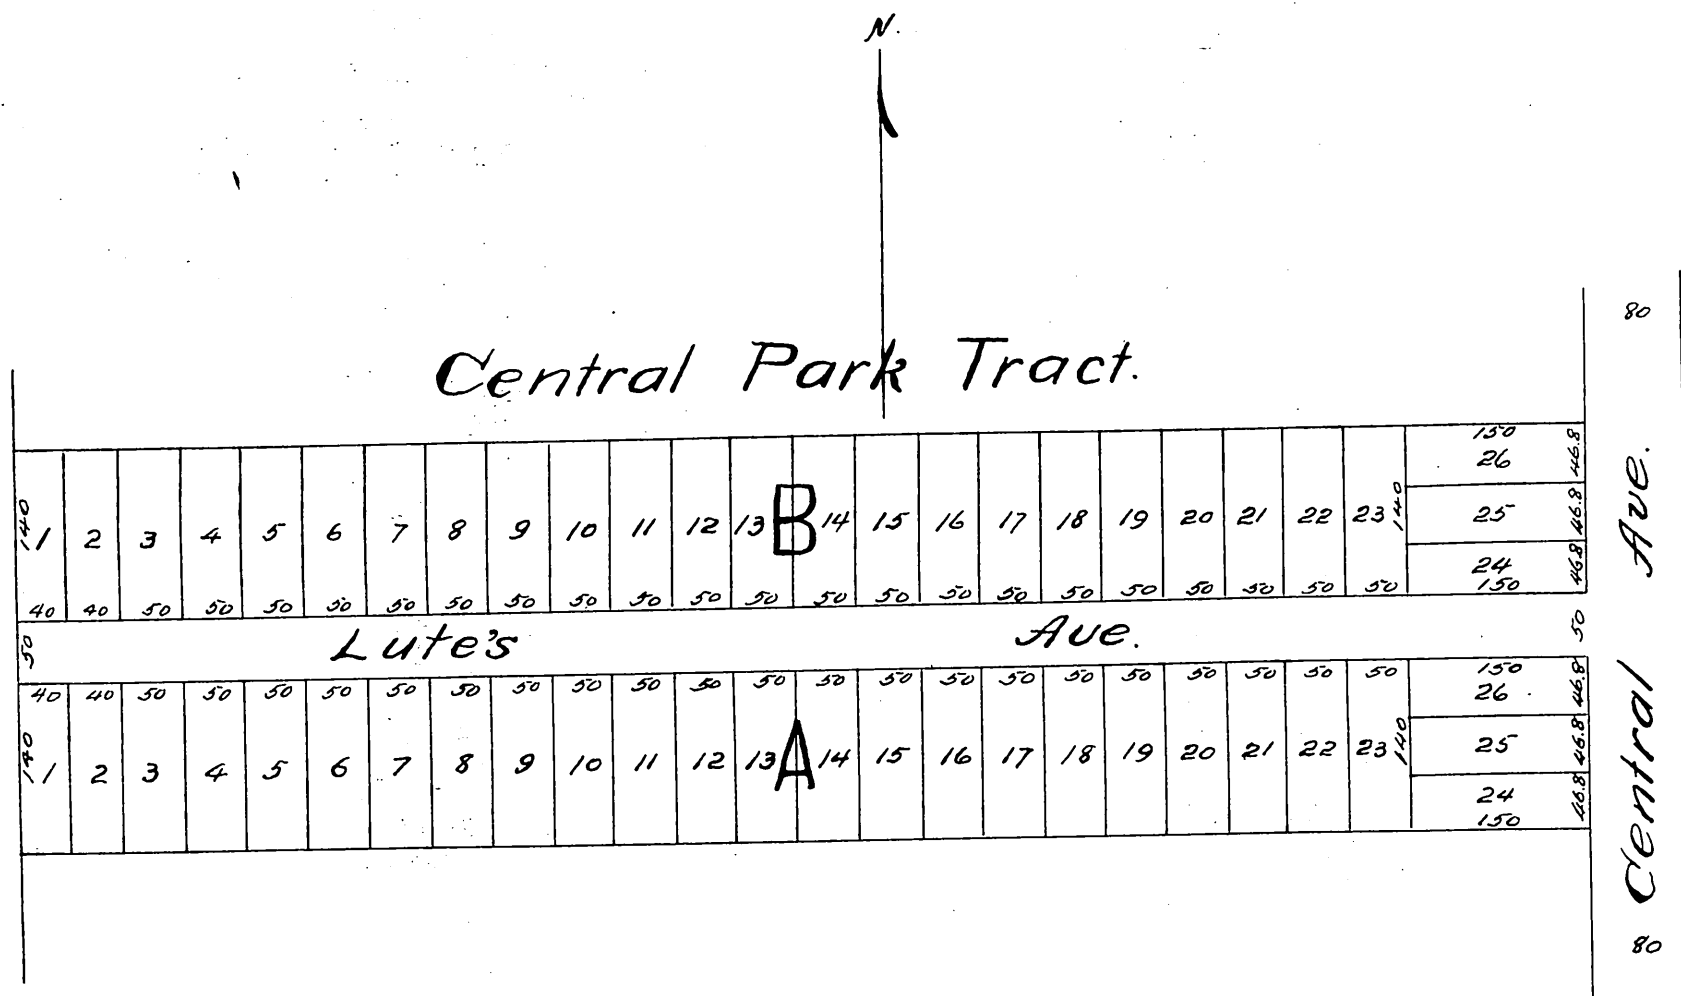 N.
80
Central Park Tract.
150
26 46.8
140 1 2 3 4 5 6 7 8 9 10 11 12 13 B 14 15 16 17 18 19 20 21 22 23 140 25 46.8
24 46.8
40 40 50 50 50 50 50 50 50 50 50 50 50 50 50 50 50 50 50 50 50 50 50 150
50 Lute's Ave. 50
40 40 50 50 50 50 50 50 50 50 50 50 50 50 50 50 50 50 50 50 50 50 50 150
26 46.8
140 1 2 3 4 5 6 7 8 9 10 11 12 13 A 14 15 16 17 18 19 20 21 22 23 140 25 46.8
24 46.8
150
Central Ave.
80